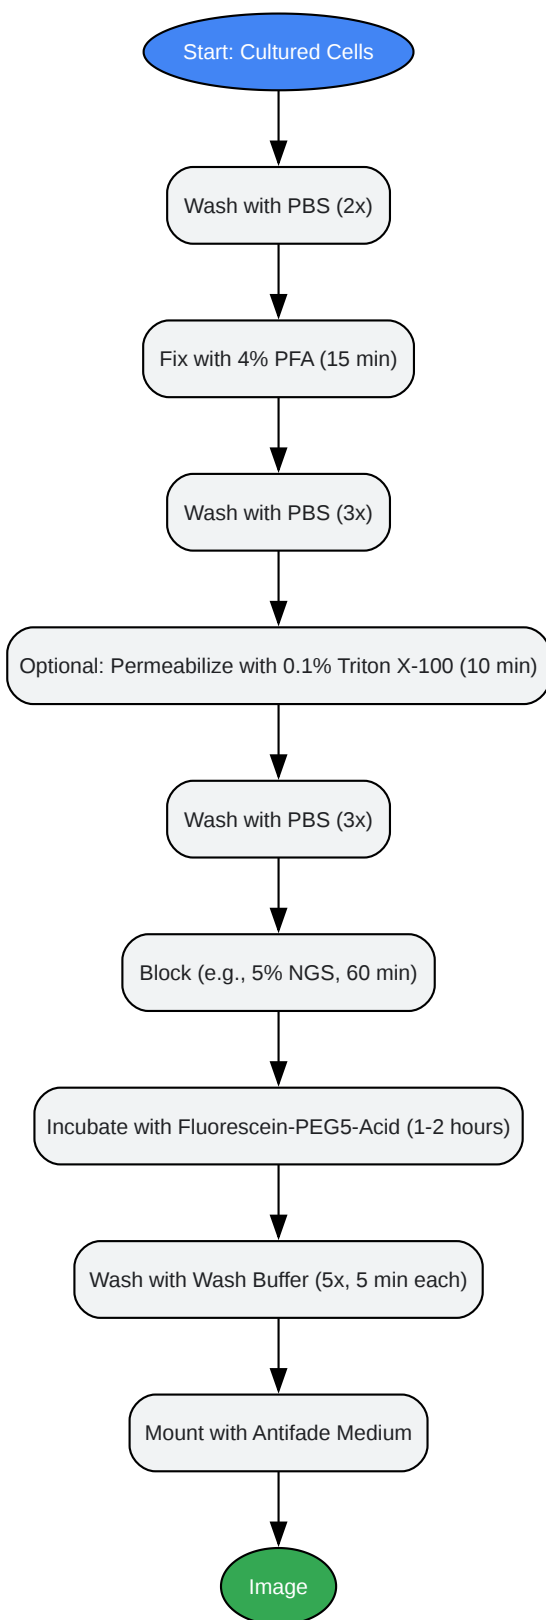 Start: Cultured Cells
Wash with PBS (2x)
Fix with 4% PFA (15 min)
Wash with PBS (3x)
Optional: Permeabilize with 0.1% Triton X-100 (10 min)
Wash with PBS (3x)
Block (e.g., 5% NGS, 60 min)
Incubate with Fluorescein-PEG5-Acid (1-2 hours)
Wash with Wash Buffer (5x, 5 min each)
Mount with Antifade Medium
Image